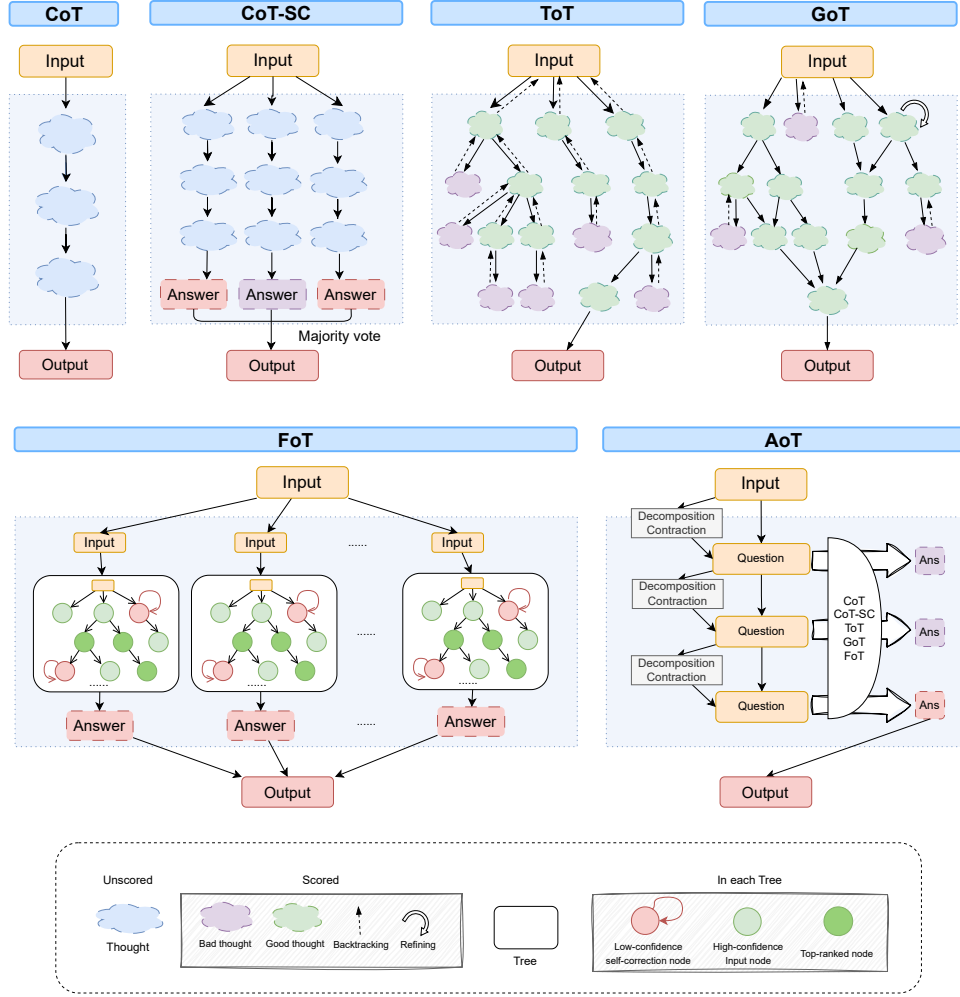 CoT
CoT-SC
ToT
GoT
Input
Input
Input
Input
Answer
Answer
Answer
Majority vote
Output
Output
Output
Output
FoT
AoT
Input
Input
Input
Input
......
Input
......
......
......
......
Answer
Answer
......
Answer
Output
Decomposition
Contraction
Question
Ans
Decomposition
Contraction
Question
Ans
Decomposition
Contraction
Question
Ans
CoT
CoT-SC
ToT
GoT
FoT
Output
Unscored
Thought
Scored
Bad thought
Good thought
Backtracking
Refining
Tree
In each Tree
Low-confidence
self-correction node
High-confidence
Input node
Top-ranked node